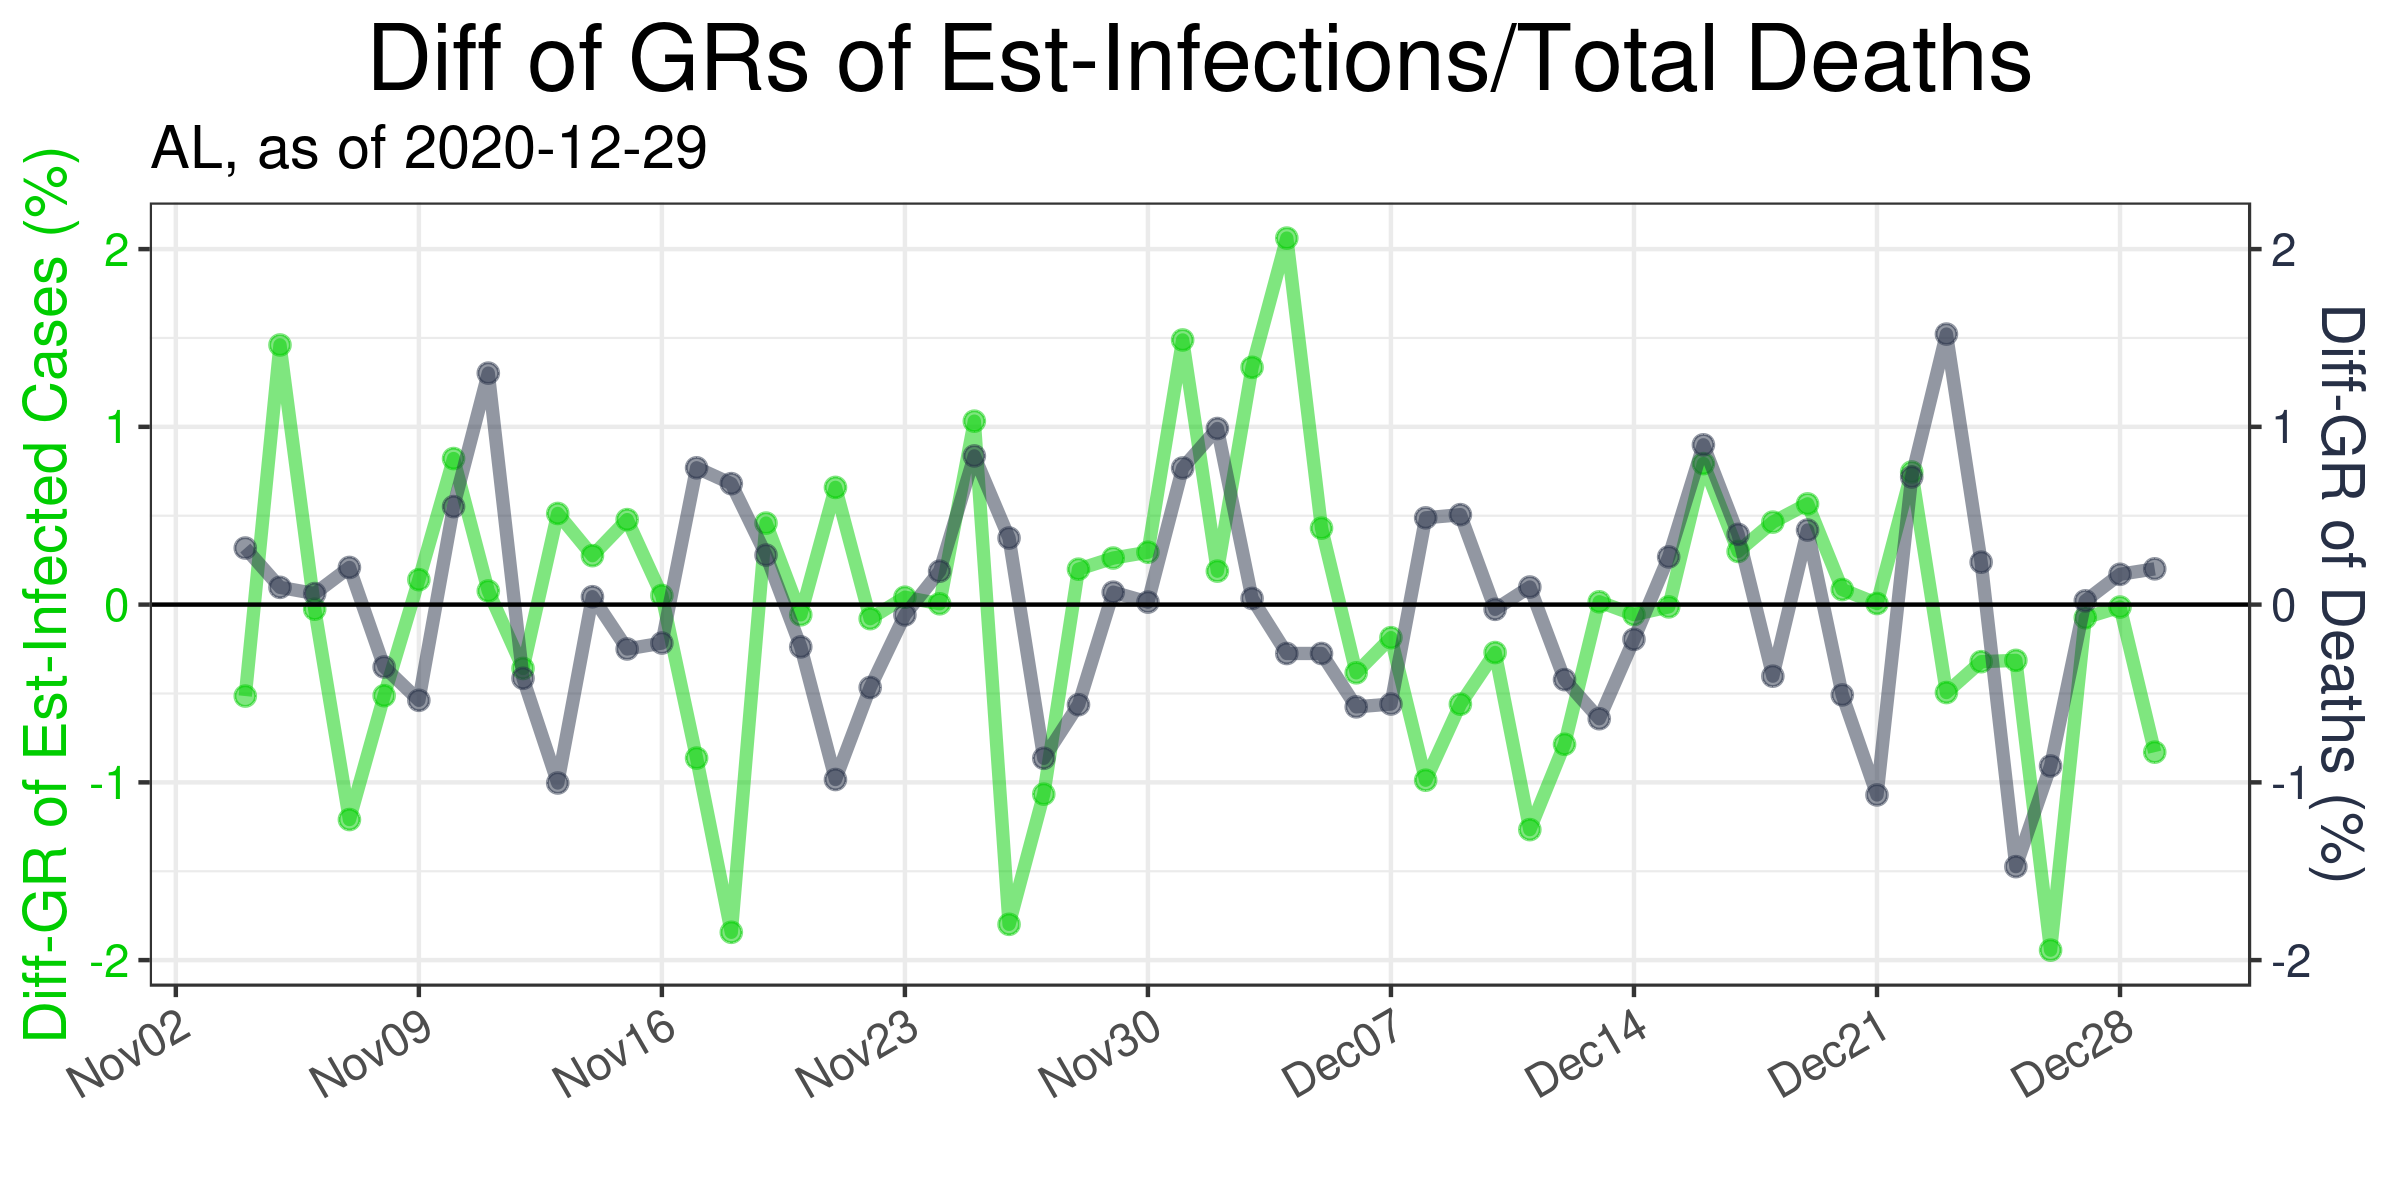 Diff of GRs of Est-Infections/Total Deaths
AL, as of 2020-12-29
Diff-GR of Est-Infected Cases (%)
2
1
0
-1
-2
2
1
0
-1
-2
Diff-GR of Deaths (%)
Nov02
Nov09
Nov16
Nov23
Nov30
Dec07
Dec14
Dec21
Dec28